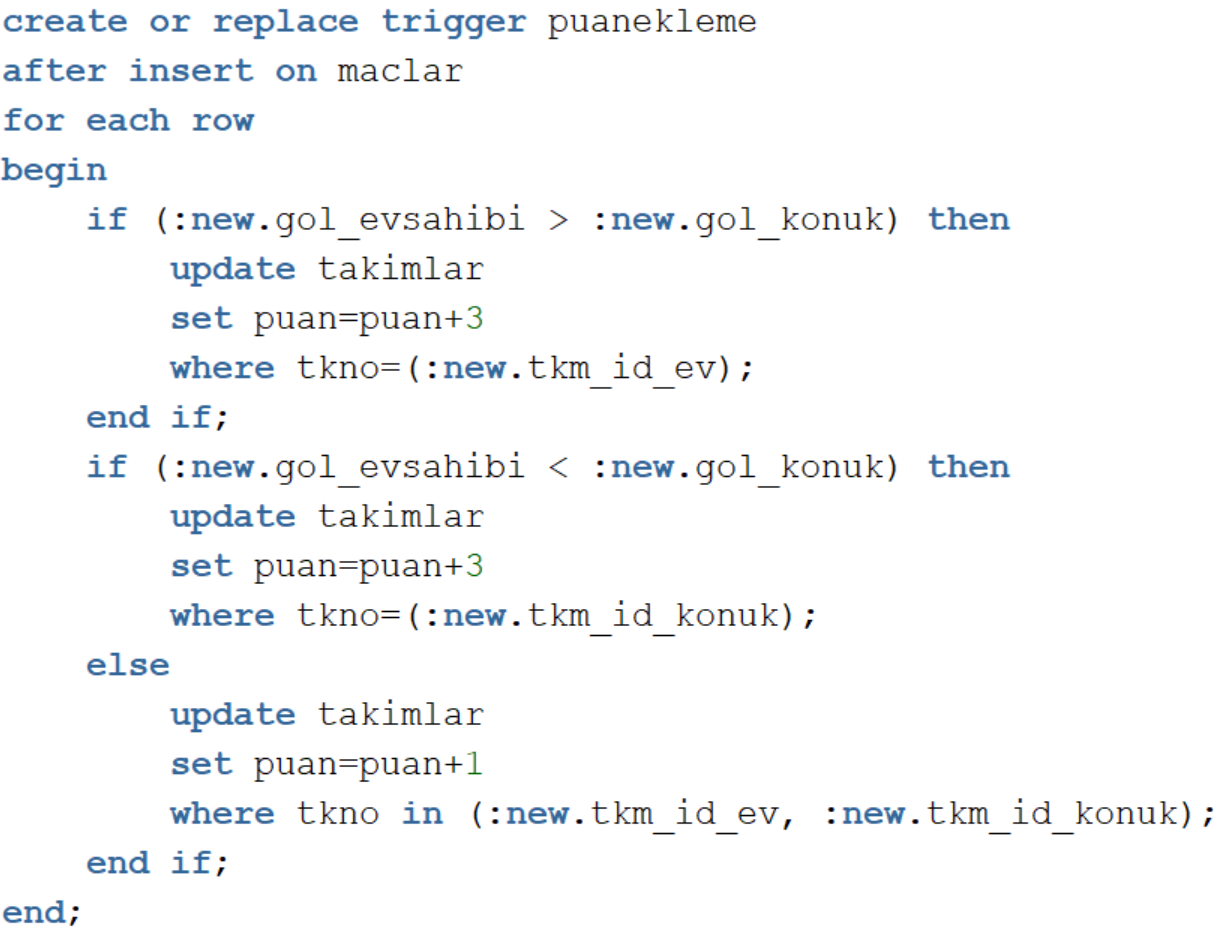 create or replace trigger puanekleme
after insert on maclar
for each row
begin
if (:new.gol_evsahibi > :new.gol_konuk) then
update takimlar
set puan=puan+3
where tkno=(:new.tkm_id_ev);
end if;
if (:new.gol_evsahibi < :new.gol_konuk) then
update takimlar
set puan=puan+3
where tkno=(:new.tkm_id_konuk);
else
update takimlar
set puan=puan+1
where tkno in (:new.tkm_id_ev, :new.tkm_id_konuk);
end if;
end;